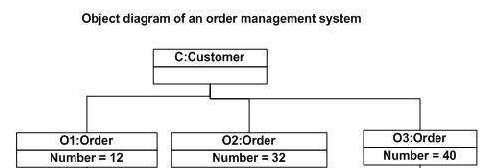 Object diagram of an order management system
C:Customer
O1:Order
Number = 12
O2:Order
Number = 32
O3:Order
Number = 40